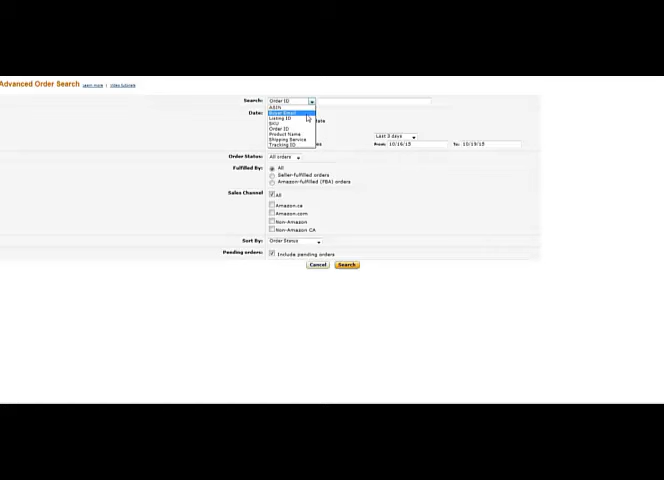 Advanced Order Search Learn more | Video tutorials
Search: Order ID
ASIN
Buyer Email
Listing ID
SKU
Order ID
Product Name
Shipping Service
Tracking ID
Date:
Last 3 days
From: 10/16/15 To: 10/19/15
Order Status: All orders
Fulfilled By: All
Seller-fulfilled orders
Amazon-fulfilled (FBA) orders
Sales Channel All
Amazon.ca
Amazon.com
Non-Amazon
Non-Amazon CA
Sort By: Order Status
Pending orders: Include pending orders
Cancel Search